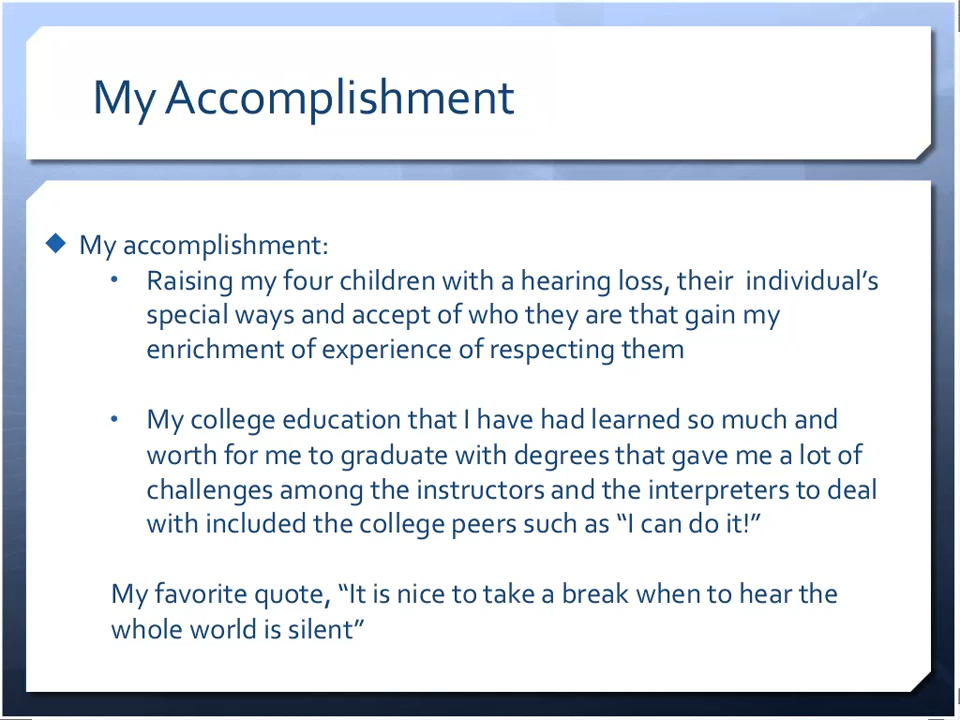 My Accomplishment
My accomplishment:
Raising my four children with a hearing loss, their individual’s
special ways and accept of who they are that gain my
enrichment of experience of respecting them
My college education that I have had learned so much and
worth for me to graduate with degrees that gave me a lot of
challenges among the instructors and the interpreters to deal
with included the college peers such as “I can do it!”
My favorite quote, “It is nice to take a break when to hear the
whole world is silent”